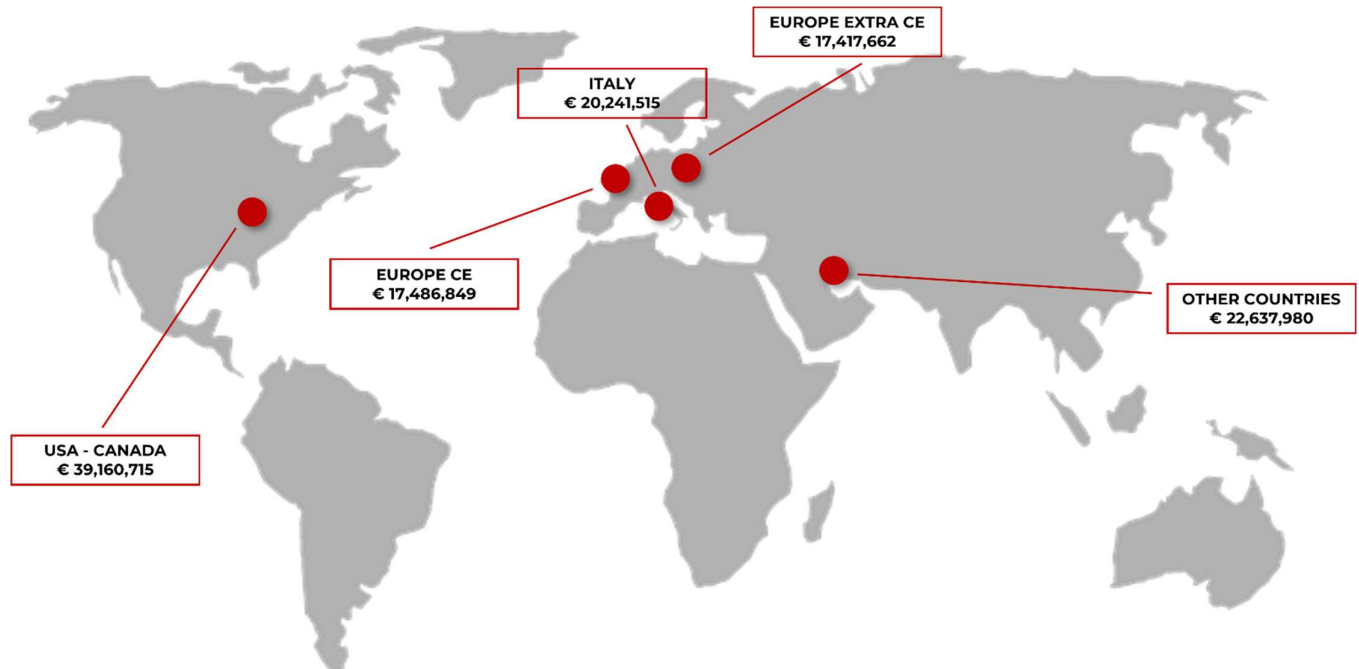 EUROPE EXTRA CE
€ 17,417,662
ITALY
€ 20,241,515
EUROPE CE
€ 17,486,849
OTHER COUNTRIES
€ 22,637,980
USA - CANADA
€ 39,160,715